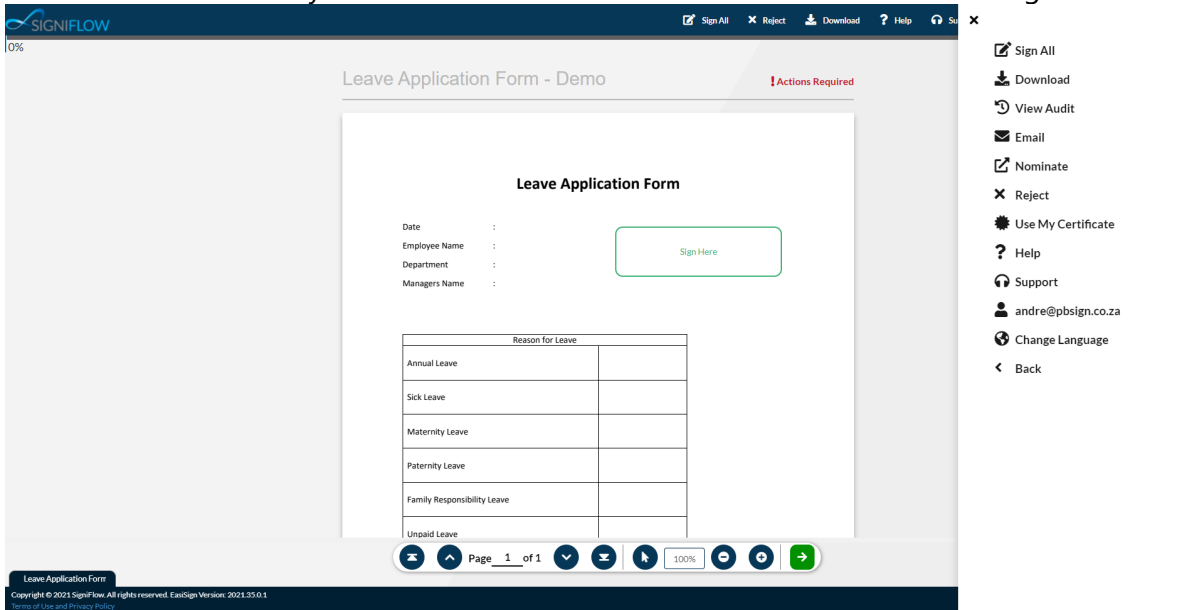 SIGNIFLOW
Sign All
Reject
Download
? Help
Su
0%
Leave Application Form - Demo
! Actions Required
Leave Application Form
Date :
Employee Name :
Department :
Managers Name :
Sign Here
Reason for Leave
Annual Leave
Sick Leave
Maternity Leave
Paternity Leave
Family Responsibility Leave
Unpaid Leave
Page 1 of 1
100%
Leave Application Form
Copyright © 2021 SigniFlow. All rights reserved. EasiSign Version: 2021.35.0.1
Terms of Use and Privacy Policy
Sign All
Download
View Audit
Email
Nominate
Reject
Use My Certificate
? Help
Support
andre@pbsign.co.za
Change Language
Back